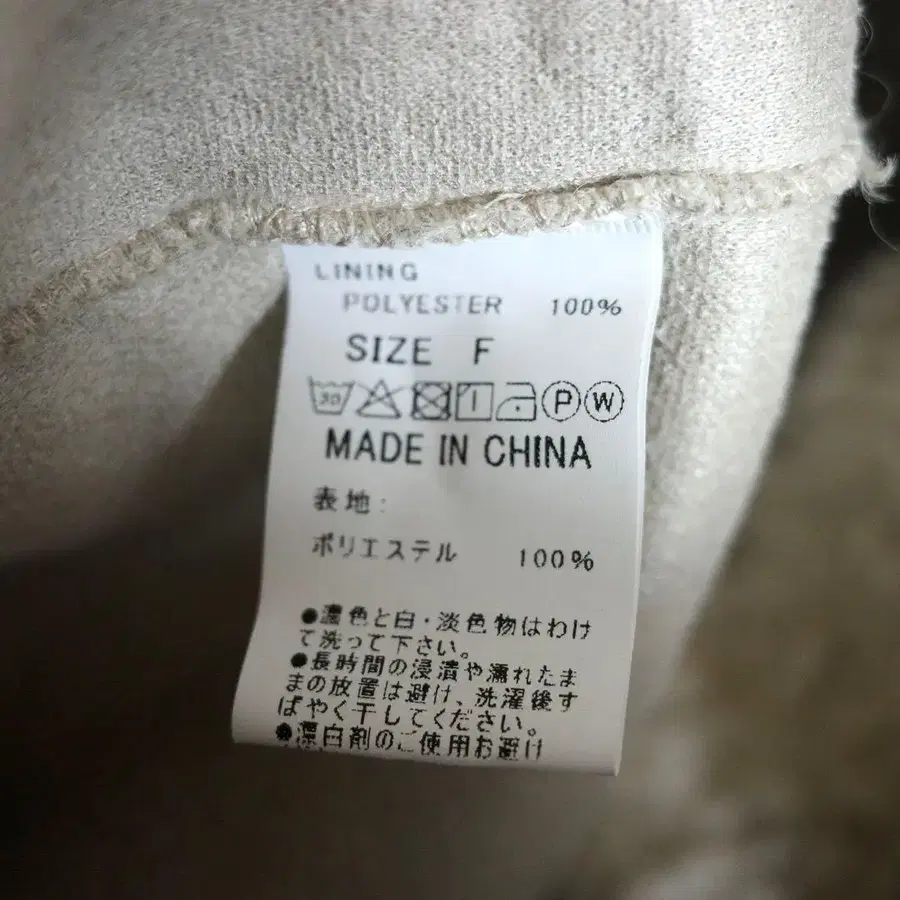 LINING
POLYESTER 100%
SIZE F
30 P W
MADE IN CHINA
表地:
ポリエステル 100%
●濃色と白・淡色物はわけ
て洗って下さい。
●長時間の浸漬や濡れたま
まの放置は避け、洗濯後す
ばやく干してください。
●漂白剤のご使用お避け